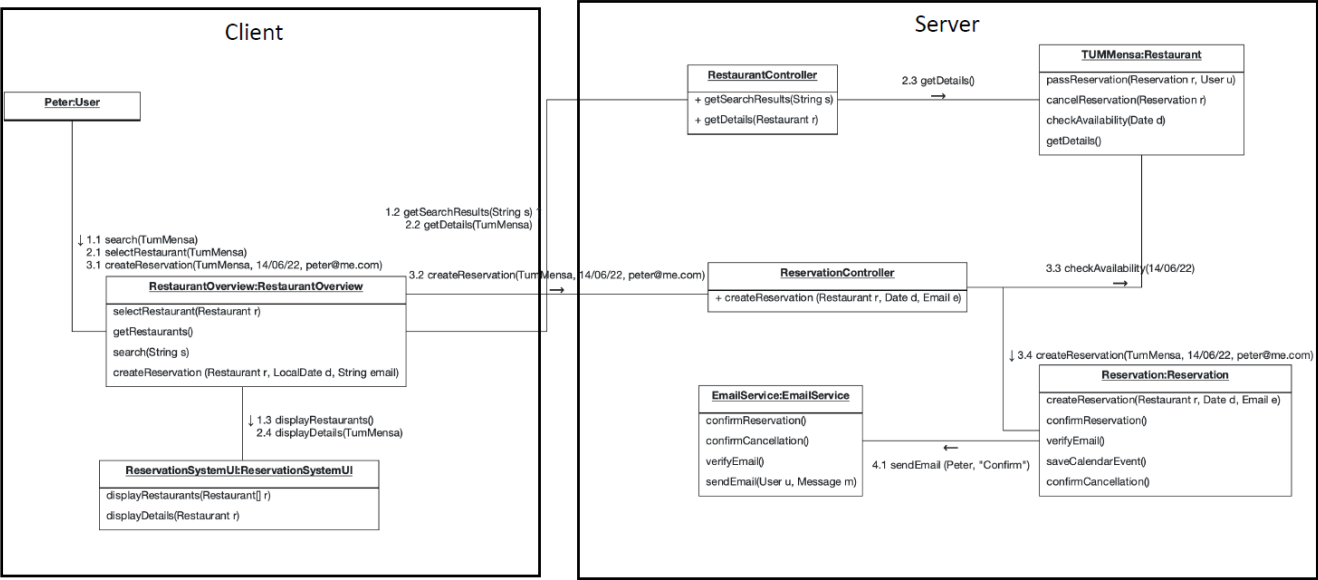 Client
Peter:User
↓ 1.1 search(TumMensa)
2.1 selectRestaurant(TumMensa)
3.1 createReservation(TumMensa, 14/06/22, peter@me.com)
RestaurantOverview:RestaurantOverview
selectRestaurant(Restaurant r)
getRestaurants()
search(String s)
createReservation (Restaurant r, LocalDate d, String email)
↓ 1.3 displayRestaurants()
2.4 displayDetails(TumMensa)
ReservationSystemUI:ReservationSystemUI
displayRestaurants(Restaurant[] r)
displayDetails(Restaurant r)
1.2 getSearchResults(String s)
2.2 getDetails(TumMensa)
3.2 createReservation(TumMensa, 14/06/22, peter@me.com)
→
Server
RestaurantController
+ getSearchResults(String s)
+ getDetails(Restaurant r)
2.3 getDetails()
→
TUMMensa:Restaurant
passReservation(Reservation r, User u)
cancelReservation(Reservation r)
checkAvailability(Date d)
getDetails()
ReservationController
+ createReservation (Restaurant r, Date d, Email e)
3.3 checkAvailability(14/06/22)
→
↓ 3.4 createReservation(TumMensa, 14/06/22, peter@me.com)
Reservation:Reservation
createReservation(Restaurant r, Date d, Email e)
confirmReservation()
verifyEmail()
saveCalendarEvent()
confirmCancellation()
EmailService:EmailService
confirmReservation()
confirmCancellation()
verifyEmail()
sendEmail(User u, Message m)
←
4.1 sendEmail (Peter, "Confirm")